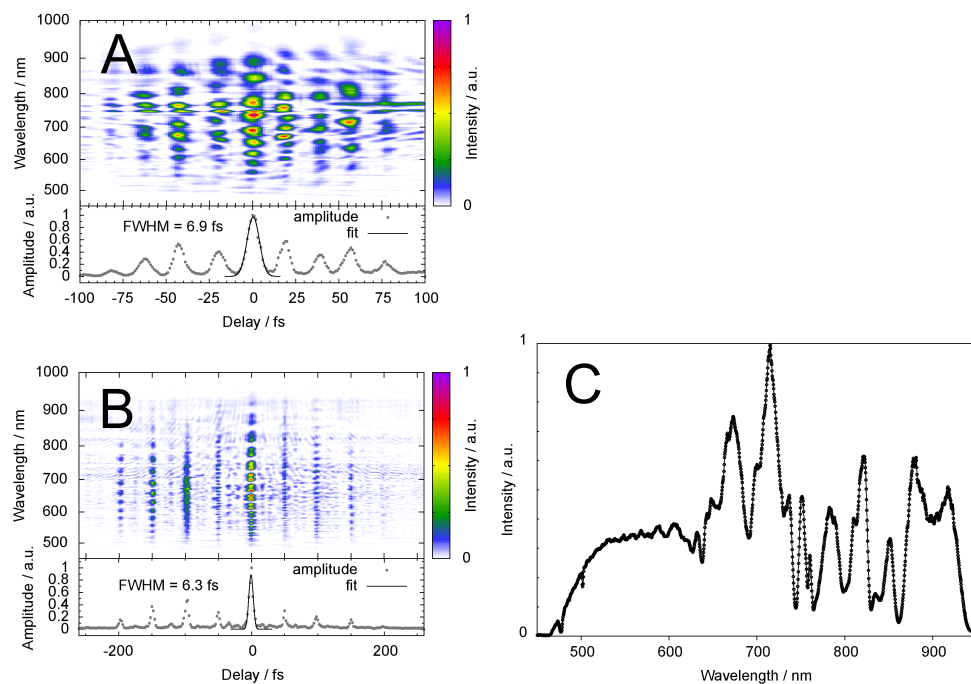 A
1000
900
800
700
600
500
Wavelength / nm
1
0
Intensity / a.u.
1
0.8
0.6
0.4
0.2
0
Amplitude / a.u.
FWHM = 6.9 fs
amplitude
fit
-100 -75 -50 -25 0 25 50 75 100
Delay / fs
B
1000
900
800
700
600
500
Wavelength / nm
1
0
Intensity / a.u.
1
0.8
0.6
0.4
0.2
0
Amplitude / a.u.
FWHM = 6.3 fs
amplitude
fit
-200 0 200
Delay / fs
C
1
0
Intensity / a.u.
500 600 700 800 900
Wavelength / nm